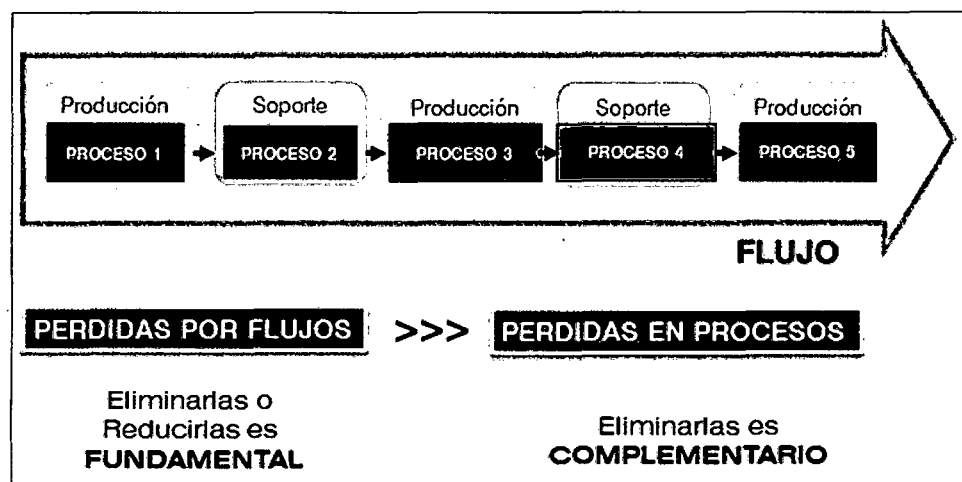 Producción
PROCESO 1
Soporte
PROCESO 2
Producción
PROCESO 3
Soporte
PROCESO 4
Producción
PROCESO 5
FLUJO
PERDIDAS POR FLUJOS >>> PERDIDAS EN PROCESOS
Eliminarlas o
Reducirlas es
FUNDAMENTAL
Eliminarlas es
COMPLEMENTARIO